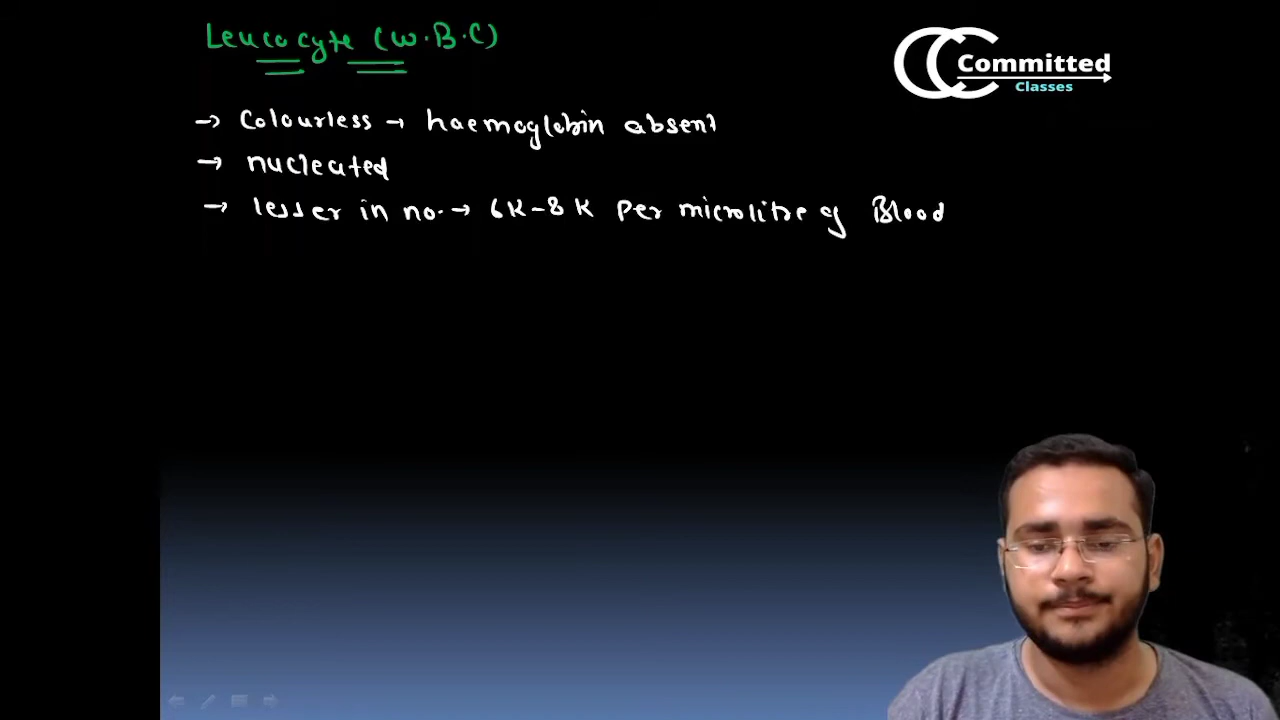 Leucocyte (W.B.C)
Committed
Classes
→ Colourless → haemoglobin absent
→ nucleated
→ lesser in no. → 6K-8K per microlitre of Blood